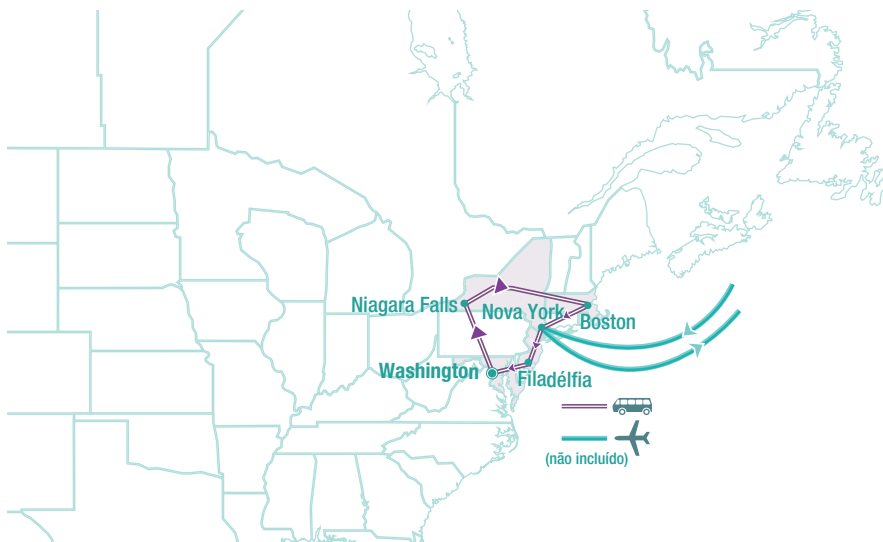 Niagara Falls
Nova York
Boston
Washington
Filadélfia
(não incluído)